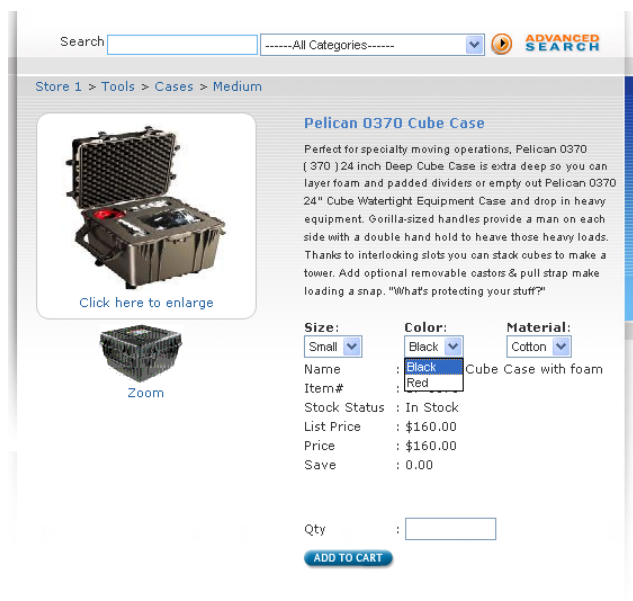 Search ------All Categories------ ADVANCED SEARCH
Store 1 > Tools > Cases > Medium
Pelican 0370 Cube Case
Perfect for specialty moving operations, Pelican 0370
( 370 ) 24 inch Deep Cube Case is extra deep so you can
layer foam and padded dividers or empty out Pelican 0370
24" Cube Watertight Equipment Case and drop in heavy
equipment. Gorilla-sized handles provide a man on each
side with a double hand hold to heave those heavy loads.
Thanks to interlooking slots you can stack cubes to make a
tower. Add optional removable castors & pull strap make
loading a snap. "What's protecting your stuff?"
Click here to enlarge
Zoom
Size: Color: Material:
Small Black Cotton
Black
Red
Name : Cube Case with foam
Item# :
Stock Status : In Stock
List Price : $160.00
Price : $160.00
Save : 0.00
Qty :
ADD TO CART